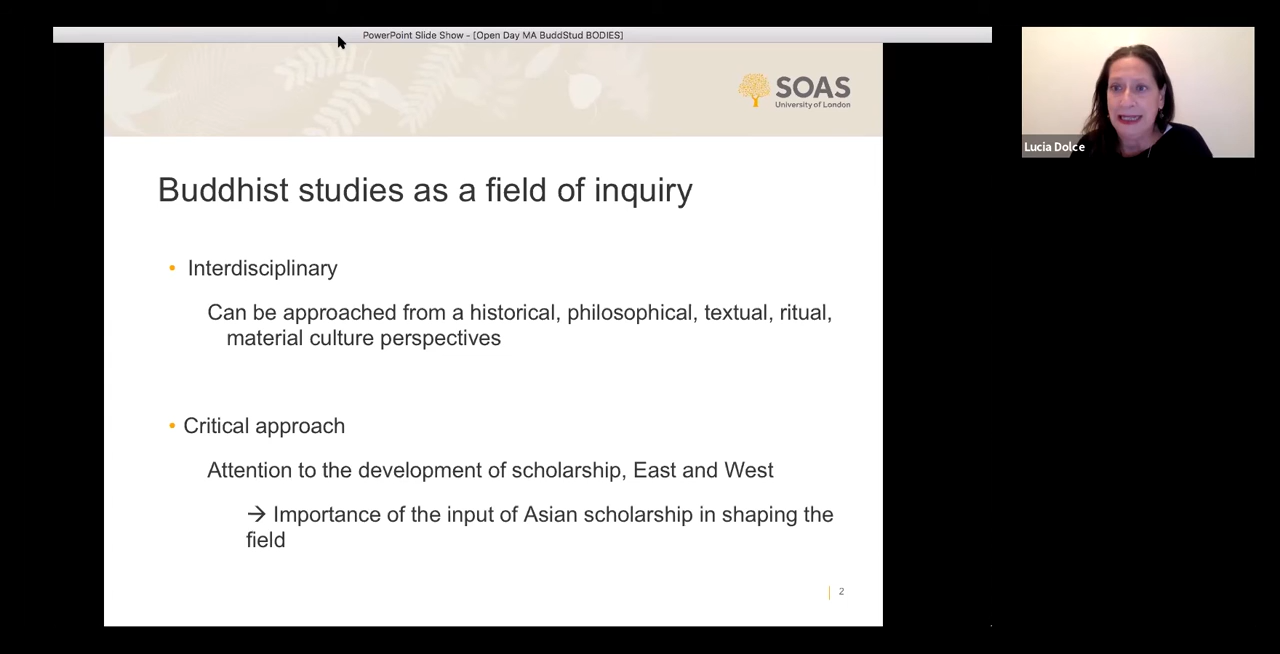 PowerPoint Slide Show - [Open Day MA BuddStud BODIES]
SOAS
University of London
Lucia Dolce
Buddhist studies as a field of inquiry
• Interdisciplinary
Can be approached from a historical, philosophical, textual, ritual,
material culture perspectives
• Critical approach
Attention to the development of scholarship, East and West
→ Importance of the input of Asian scholarship in shaping the
field
2